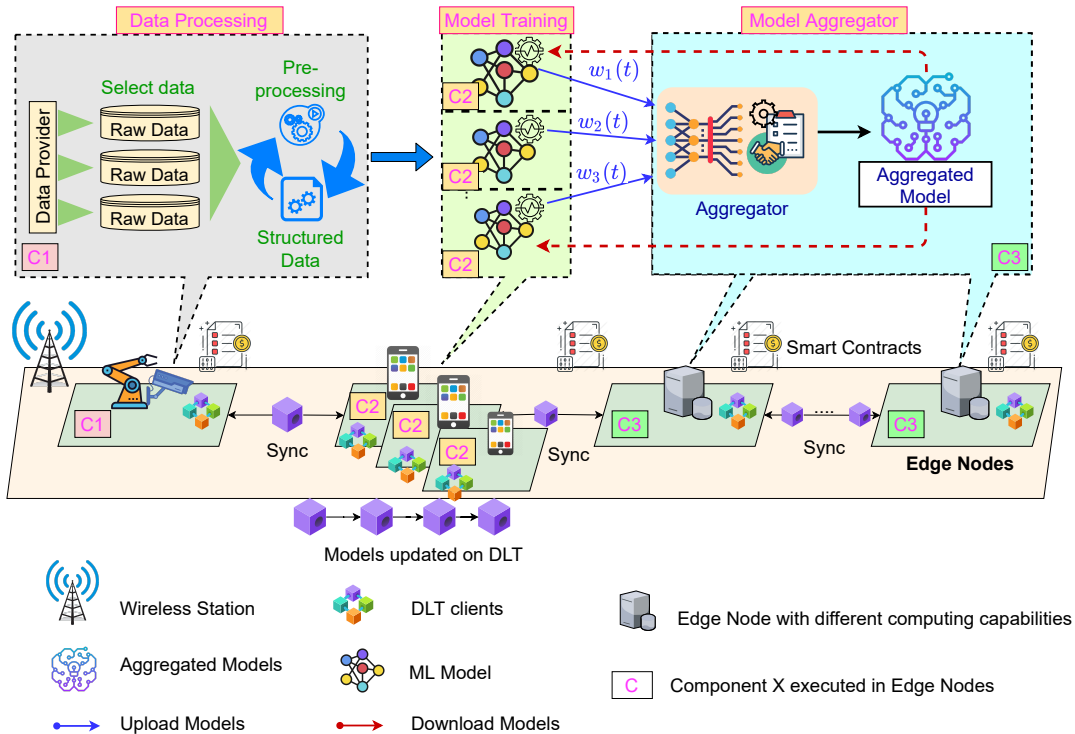 Data Processing
Model Training
Model Aggregator
Data Provider
Select data
Raw Data
Raw Data
Raw Data
Pre-
processing
Structured
Data
C1
C2
C2
C2
w₁(t)
w₂(t)
w₃(t)
Aggregator
Aggregated
Model
C3
Smart Contracts
C1
Sync
C2
C2
C2
Sync
C3
Sync
C3
Edge Nodes
Models updated on DLT
Wireless Station
DLT clients
Edge Node with different computing capabilities
Aggregated Models
ML Model
C
Component X executed in Edge Nodes
Upload Models
Download Models